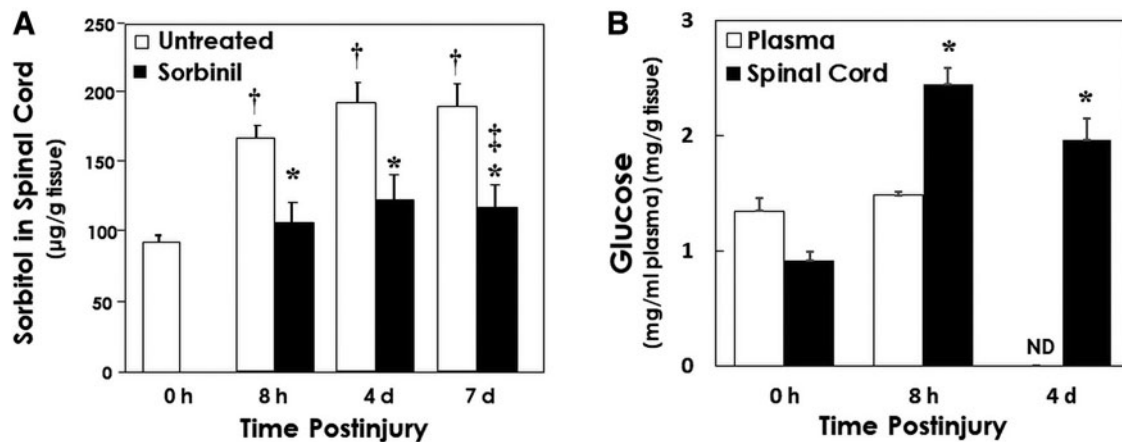 A
Untreated
Sorbinil
Sorbitol in Spinal Cord
(µg/g tissue)
250
200
150
100
50
0
†
†
†
*
*
‡
*
0 h
8 h
4 d
7 d
Time Postinjury
B
Plasma
Spinal Cord
Glucose
(mg/ml plasma) (mg/g tissue)
3
2
1
0
*
*
ND
0 h
8 h
4 d
Time Postinjury